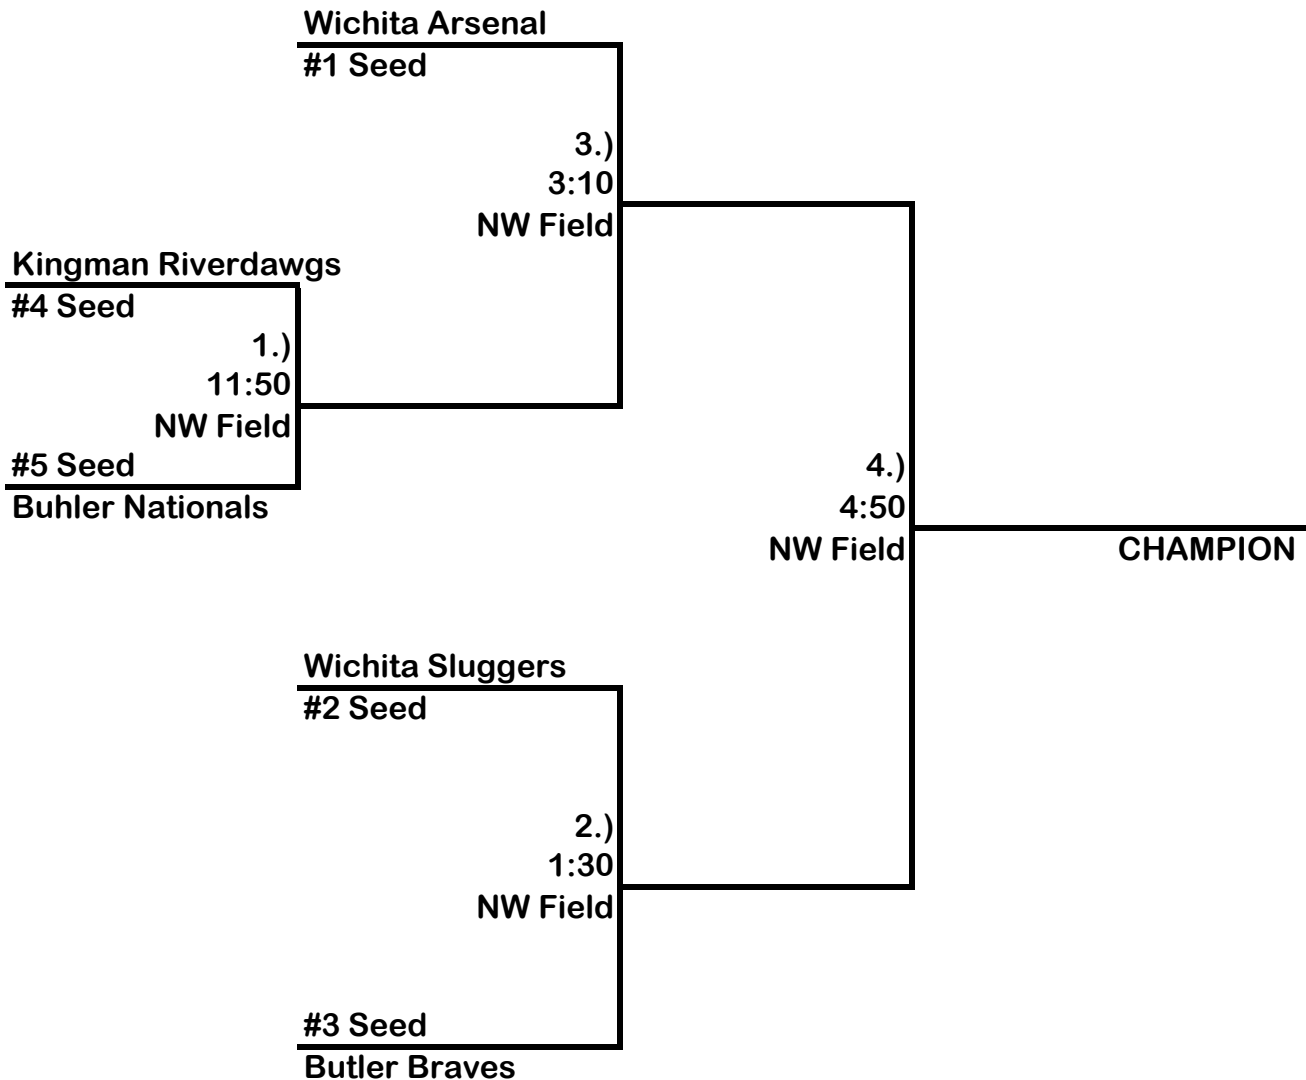 Wichita Arsenal
#1 Seed
3.)
3:10
NW Field
Kingman Riverdawgs
#4 Seed
1.)
11:50
NW Field
#5 Seed
Buhler Nationals
4.)
4:50
NW Field
CHAMPION
Wichita Sluggers
#2 Seed
2.)
1:30
NW Field
#3 Seed
Butler Braves